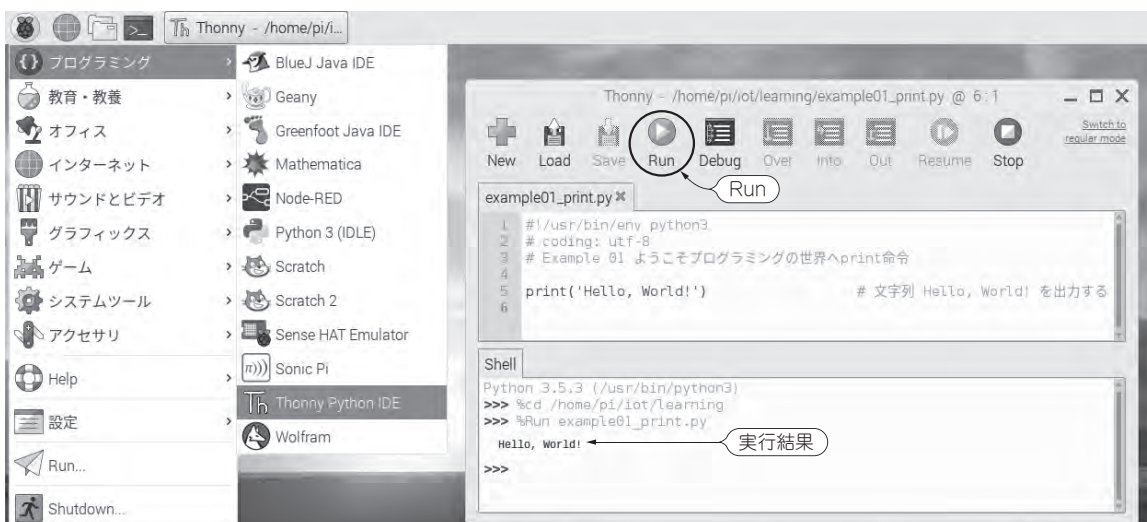 Thonny - /home/pi/i...
プログラミング
教育・教養
オフィス
インターネット
サウンドとビデオ
グラフィックス
ゲーム
システムツール
アクセサリ
Help
設定
Run...
Shutdown...
BlueJ Java IDE
Geany
Greenfoot Java IDE
Mathematica
Node-RED
Python 3 (IDLE)
Scratch
Scratch 2
Sense HAT Emulator
Sonic Pi
Thonny Python IDE
Wolfram
Thonny - /home/pi/iot/learning/example01_print.py @ 6 : 1
New Load Save Run Debug Over Into Out Resume Stop
Switch to
regular mode
Run
example01_print.py
1 #!/usr/bin/env python3
2 # coding: utf-8
3 # Example 01 ようこそプログラミングの世界へprint命令
4
5 print('Hello, World!') # 文字列 Hello, World! を出力する
6
Shell
Python 3.5.3 (/usr/bin/python3)
>>> %cd /home/pi/iot/learning
>>> %Run example01_print.py
Hello, World!
実行結果
>>>